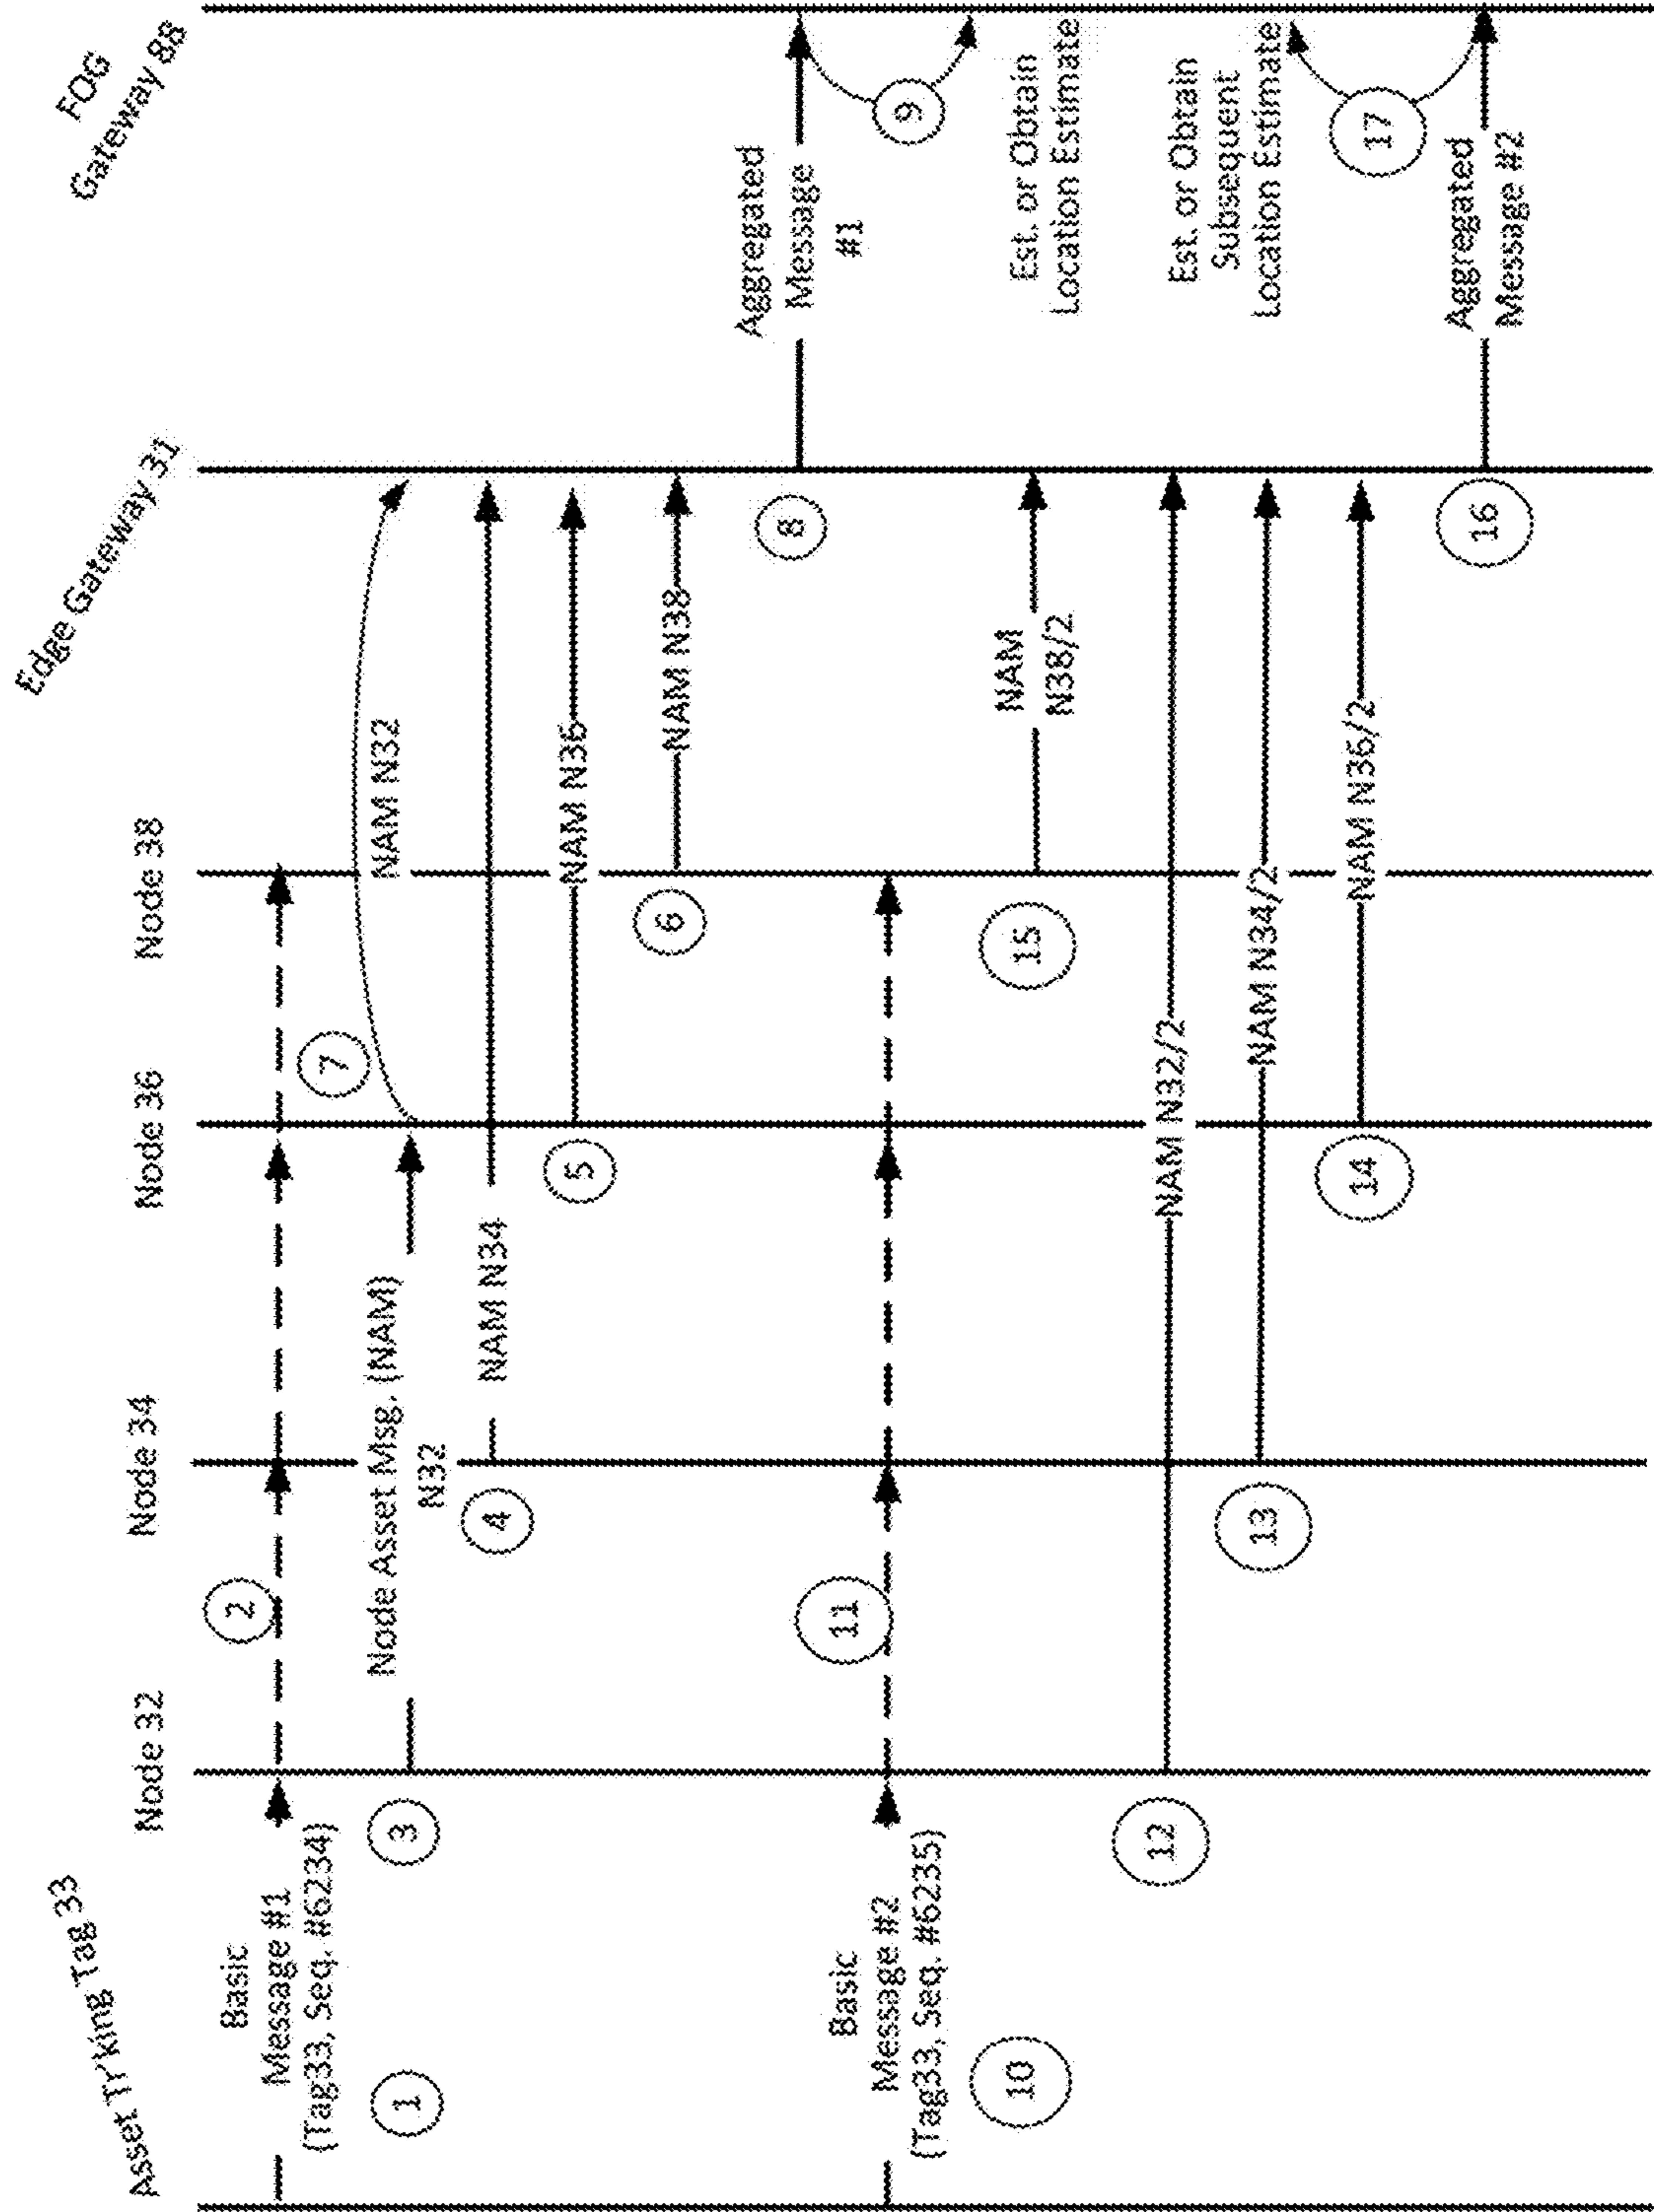 Asset Tr'king Tag 33
Node 32
Node 34
Node 36
Node 38
Edge Gateway 31
FOG
Gateway 88
Basic
Message #1
(Tag33, Seq. #6234)
1
2
3
Node Asset Msg. (NAM)
N32
7
NAM N32
4
NAM N34
5
NAM N36
6
NAM N38
8
Aggregated
Message
#1
9
Est. or Obtain
Location Estimate
Basic
Message #2
(Tag33, Seq. #6235)
10
11
15
NAM
N38/2
12
NAM N32/2
13
NAM N34/2
14
NAM N36/2
Est. or Obtain
Subsequent
Location Estimate
17
16
Aggregated
Message #2